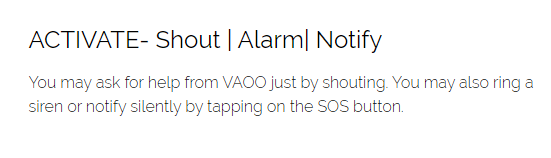 ACTIVATE- Shout | Alarm| Notify
You may ask for help from VAOO just by shouting. You may also ring a
siren or notify silently by tapping on the SOS button.